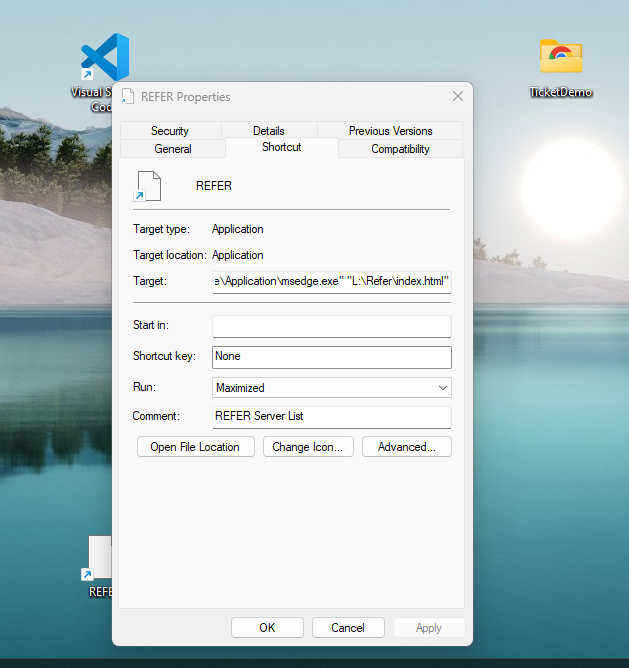 Visual S
Cod
TicketDemo
REFER Properties
Security Details Previous Versions
General Shortcut Compatibility
REFER
Target type: Application
Target location: Application
Target: e\Application\msedge.exe" "L:\Refer\index.html"
Start in:
Shortcut key: None
Run: Maximized
Comment: REFER Server List
Open File Location Change Icon... Advanced...
REFE
OK Cancel Apply